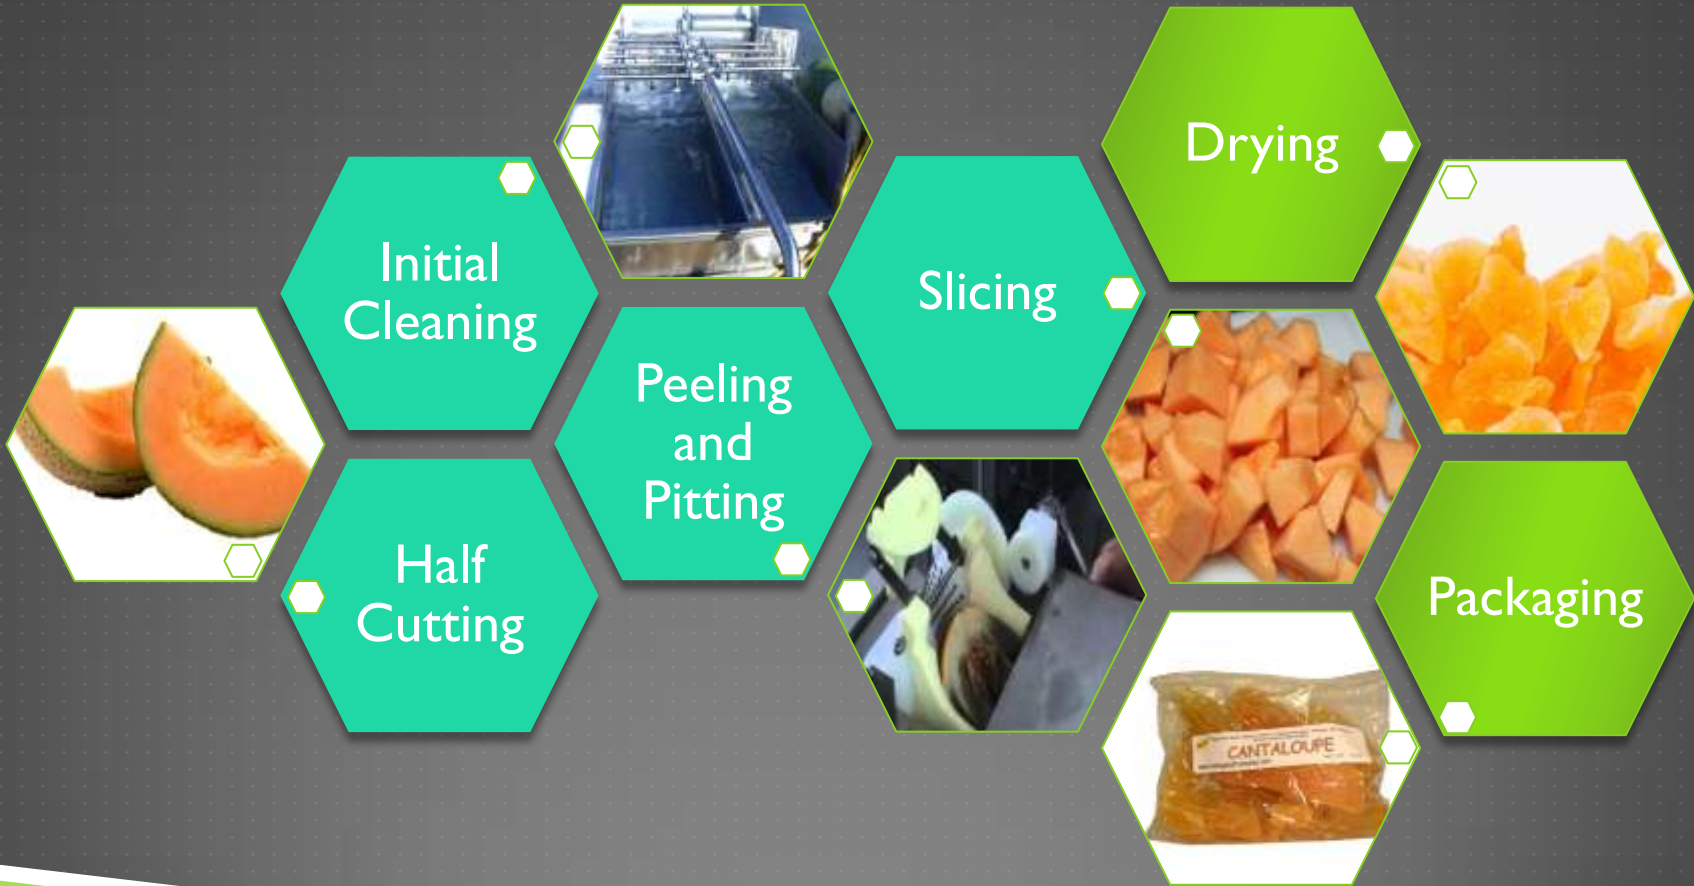 Initial
Cleaning
Half
Cutting
Peeling
and
Pitting
Slicing
Drying
Packaging
CANTALOUPE